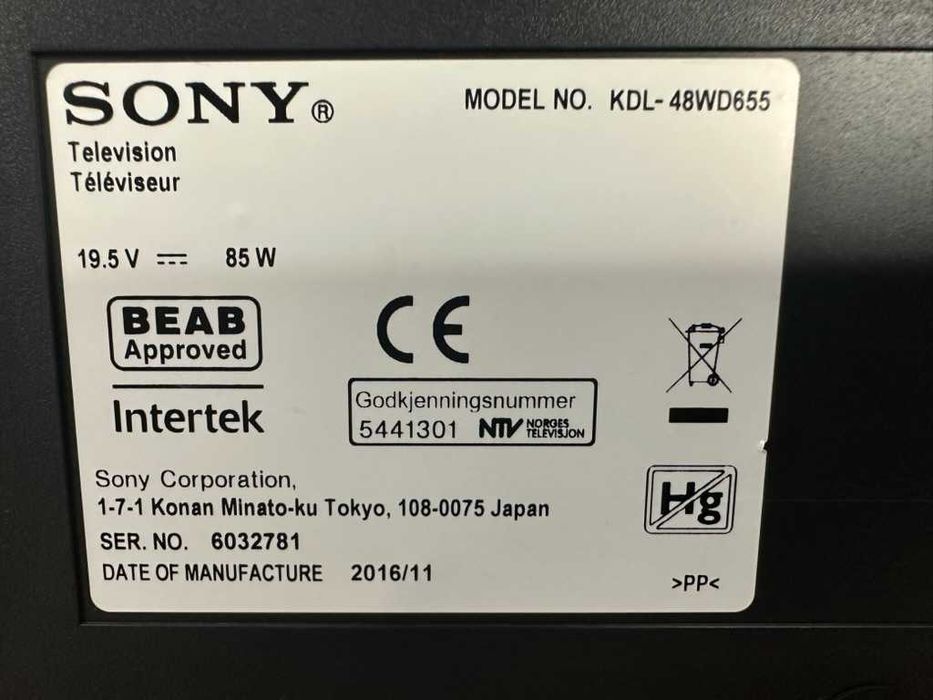 SONY®
MODEL NO. KDL-48WD655
Television
Téléviseur
19.5 V ⎓ 85 W
BEAB
Approved
CE
Intertek
Godkjenningsnummer
5441301 NTV NORGES TELEVISJON
Hg
Sony Corporation,
1-7-1 Konan Minato-ku Tokyo, 108-0075 Japan
SER. NO. 6032781
DATE OF MANUFACTURE 2016/11
>PP<